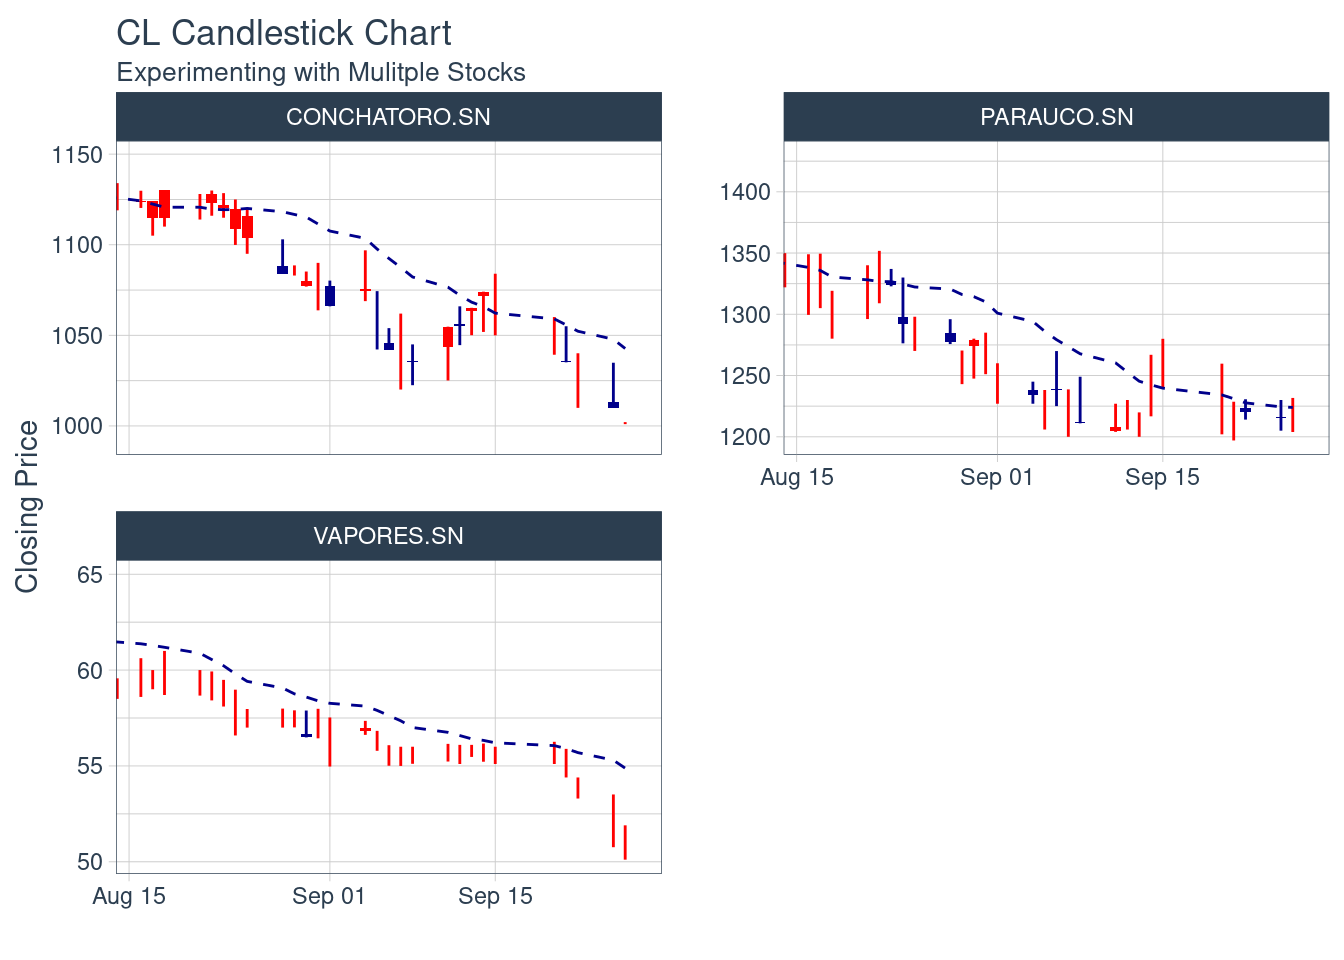 CL Candlestick Chart
Experimenting with Mulitple Stocks
CONCHATORO.SN
1150
1100
1050
1000
PARAUCO.SN
1400
1350
1300
1250
1200
Aug 15 Sep 01 Sep 15
Closing Price
VAPORES.SN
65
60
55
50
Aug 15 Sep 01 Sep 15